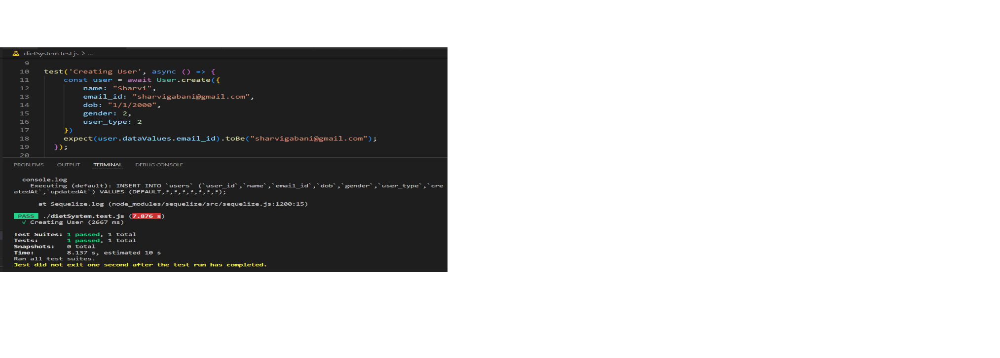 dietSystem.test.js > ...
9
10 test('Creating User', async () => {
11 const user = await User.create({
12 name: "Sharvi",
13 email_id: "sharvigabani@gmail.com",
14 dob: "1/1/2000",
15 gender: 2,
16 user_type: 2
17 })
18 expect(user.dataValues.email_id).toBe("sharvigabani@gmail.com");
19 });
20
PROBLEMS OUTPUT TERMINAL DEBUG CONSOLE
console.log
Executing (default): INSERT INTO `users` (`user_id`,`name`,`email_id`,`dob`,`gender`,`user_type`,`cre
atedAt`,`updatedAt`) VALUES (DEFAULT,?,?,?,?,?,?,?);
at Sequelize.log (node_modules/sequelize/src/sequelize.js:1200:15)
PASS ./dietSystem.test.js (7.876 s)
√ Creating User (2667 ms)
Test Suites: 1 passed, 1 total
Tests: 1 passed, 1 total
Snapshots: 0 total
Time: 8.137 s, estimated 10 s
Ran all test suites.
Jest did not exit one second after the test run has completed.